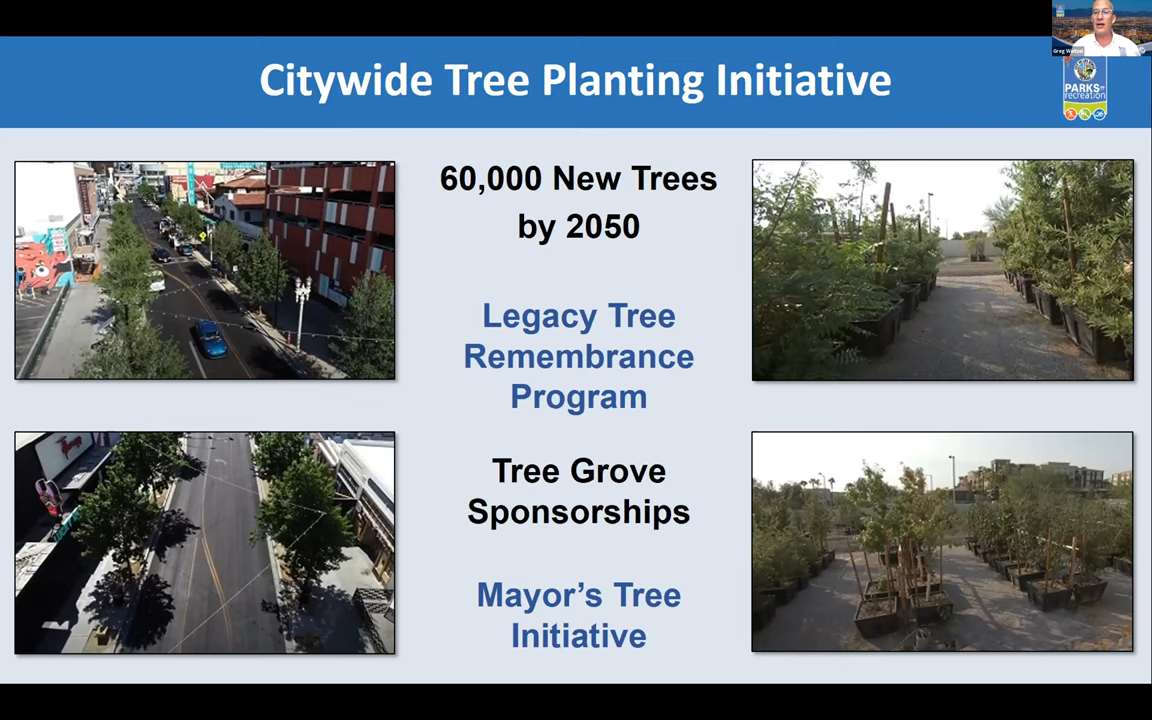 Citywide Tree Planting Initiative
PARKS
recreation
60,000 New Trees
by 2050
Legacy Tree
Remembrance
Program
Tree Grove
Sponsorships
Mayor's Tree
Initiative